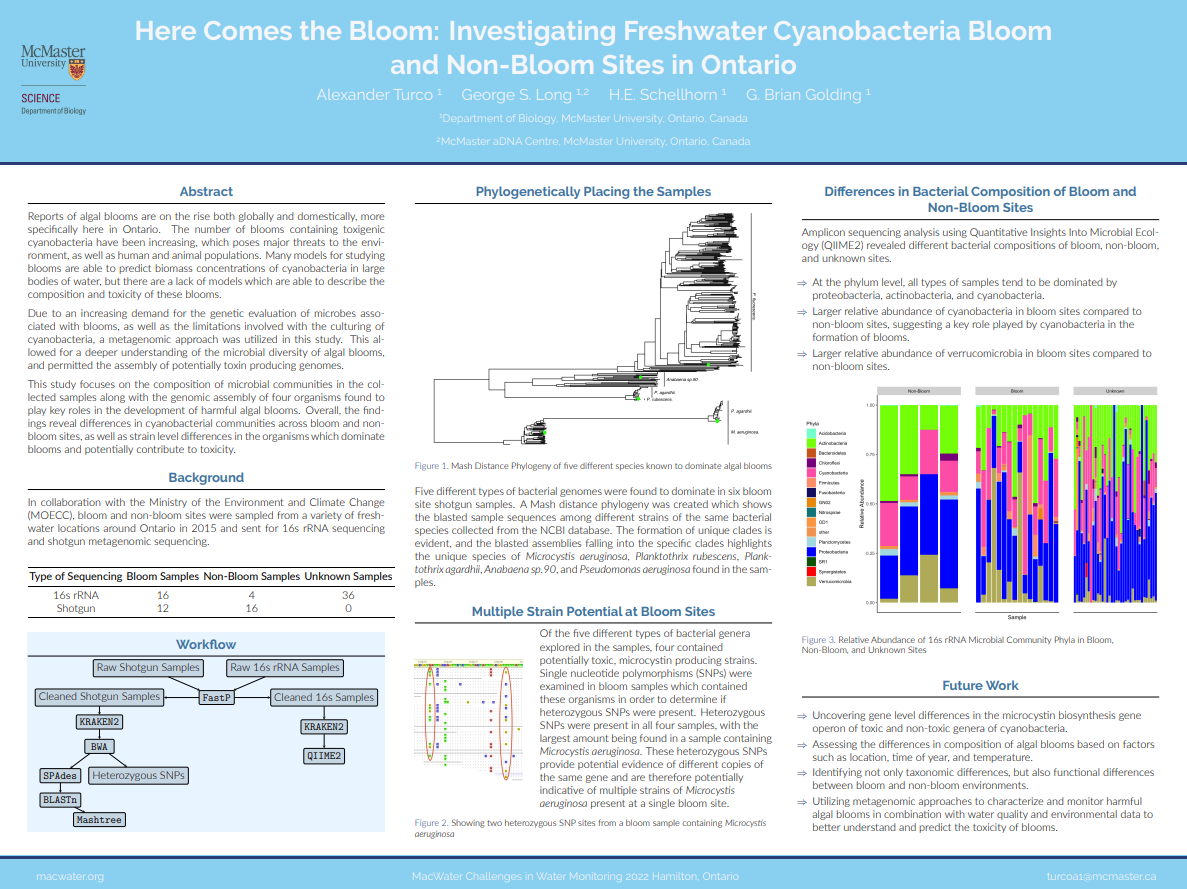 Here Comes the Bloom: Investigating Freshwater Cyanobacteria Bloom
and Non-Bloom Sites in Ontario
McMaster
University
SCIENCE
Department of Biology
Alexander Turco ¹ George S. Long ¹,² H.E. Schellhorn ¹ G. Brian Golding ¹
¹Department of Biology, McMaster University, Ontario, Canada
²McMaster aDNA Centre, McMaster University, Ontario, Canada
Abstract
Reports of algal blooms are on the rise both globally and domestically, more
specifically here in Ontario. The number of blooms containing toxigenic
cyanobacteria have been increasing, which poses major threats to the envi-
ronment, as well as human and animal populations. Many models for studying
blooms are able to predict biomass concentrations of cyanobacteria in large
bodies of water, but there are a lack of models which are able to describe the
composition and toxicity of these blooms.
Due to an increasing demand for the genetic evaluation of microbes asso-
ciated with blooms, as well as the limitations involved with the culturing of
cyanobacteria, a metagenomic approach was utilized in this study. This al-
lowed for a deeper understanding of the microbial diversity of algal blooms,
and permitted the assembly of potentially toxin producing genomes.
This study focuses on the composition of microbial communities in the col-
lected samples along with the genomic assembly of four organisms found to
play key roles in the development of harmful algal blooms. Overall, the find-
ings reveal differences in cyanobacterial communities across bloom and non-
bloom sites, as well as strain level differences in the organisms which dominate
blooms and potentially contribute to toxicity.
Background
In collaboration with the Ministry of the Environment and Climate Change
(MOECC), bloom and non-bloom sites were sampled from a variety of fresh-
water locations around Ontario in 2015 and sent for 16s rRNA sequencing
and shotgun metagenomic sequencing.
Type of Sequencing Bloom Samples Non-Bloom Samples Unknown Samples
16s rRNA 16 4 36
Shotgun 12 16 0
Workflow
Raw Shotgun Samples Raw 16s rRNA Samples
Cleaned Shotgun Samples FastP Cleaned 16s Samples
KRAKEN2 KRAKEN2
BWA QIIME2
SPAdes Heterozygous SNPs
BLASTn
Mashtree
Phylogenetically Placing the Samples
P. aeruginosa
Anabaena sp.90
P. agardhii
P. rubescens
P. agardhii
M. aeruginosa
Figure 1. Mash Distance Phylogeny of five different species known to dominate algal blooms
Five different types of bacterial genomes were found to dominate in six bloom
site shotgun samples. A Mash distance phylogeny was created which shows
the blasted sample sequences among different strains of the same bacterial
species collected from the NCBI database. The formation of unique clades is
evident, and the blasted assemblies falling into the specific clades highlights
the unique species of Microcystis aeruginosa, Planktothrix rubescens, Plank-
tothrix agardhii, Anabaena sp.90, and Pseudomonas aeruginosa found in the sam-
ples.
Multiple Strain Potential at Bloom Sites
Of the five different types of bacterial genera
explored in the samples, four contained
potentially toxic, microcystin producing strains.
Single nucleotide polymorphisms (SNPs) were
examined in bloom samples which contained
these organisms in order to determine if
heterozygous SNPs were present. Heterozygous
SNPs were present in all four samples, with the
largest amount being found in a sample containing
Microcystis aeruginosa. These heterozygous SNPs
provide potential evidence of different copies of
the same gene and are therefore potentially
indicative of multiple strains of Microcystis
aeruginosa present at a single bloom site.
Figure 2. Showing two heterozygous SNP sites from a bloom sample containing Microcystis
aeruginosa
Differences in Bacterial Composition of Bloom and
Non-Bloom Sites
Amplicon sequencing analysis using Quantitative Insights Into Microbial Ecol-
ogy (QIIME2) revealed different bacterial compositions of bloom, non-bloom,
and unknown sites.
⇒ At the phylum level, all types of samples tend to be dominated by
proteobacteria, actinobacteria, and cyanobacteria.
⇒ Larger relative abundance of cyanobacteria in bloom sites compared to
non-bloom sites, suggesting a key role played by cyanobacteria in the
formation of blooms.
⇒ Larger relative abundance of verrucomicrobia in bloom sites compared to
non-bloom sites.
Non-Bloom Bloom Unknown
Phyla
Acidobacteria
Actinobacteria
Bacteroidetes
Chloroflexi
Cyanobacteria
Firmicutes
Fusobacteria
GN02
Nitrospirae
OD1
other
Planctomycetes
Proteobacteria
SR1
Synergistetes
Verrucomicrobia
Relative Abundance
1.00
0.75
0.50
0.25
0.00
Sample
Figure 3. Relative Abundance of 16s rRNA Microbial Community Phyla in Bloom,
Non-Bloom, and Unknown Sites
Future Work
⇒ Uncovering gene level differences in the microcystin biosynthesis gene
operon of toxic and non-toxic genera of cyanobacteria.
⇒ Assessing the differences in composition of algal blooms based on factors
such as location, time of year, and temperature.
⇒ Identifying not only taxonomic differences, but also functional differences
between bloom and non-bloom environments.
⇒ Utilizing metagenomic approaches to characterize and monitor harmful
algal blooms in combination with water quality and environmental data to
better understand and predict the toxicity of blooms.
macwater.org
MacWater Challenges in Water Monitoring 2022 Hamilton, Ontario
turcoa1@mcmaster.ca